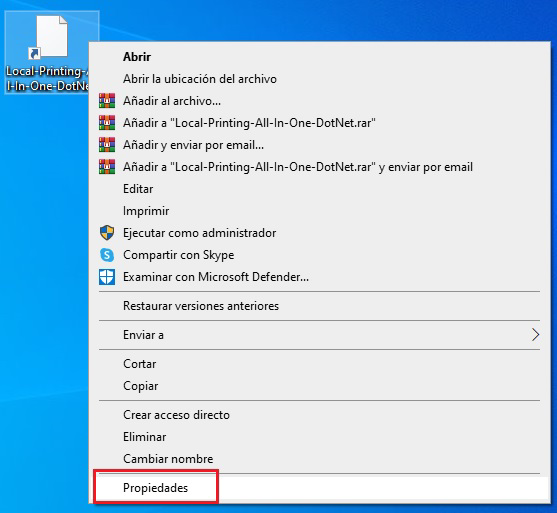 Local-Printing-A
l-In-One-DotNe
Abrir
Abrir la ubicación del archivo
Añadir al archivo...
Añadir a "Local-Printing-All-In-One-DotNet.rar"
Añadir y enviar por email...
Añadir a "Local-Printing-All-In-One-DotNet.rar" y enviar por email
Editar
Imprimir
Ejecutar como administrador
Compartir con Skype
Examinar con Microsoft Defender...
Restaurar versiones anteriores
Enviar a
Cortar
Copiar
Crear acceso directo
Eliminar
Cambiar nombre
Propiedades